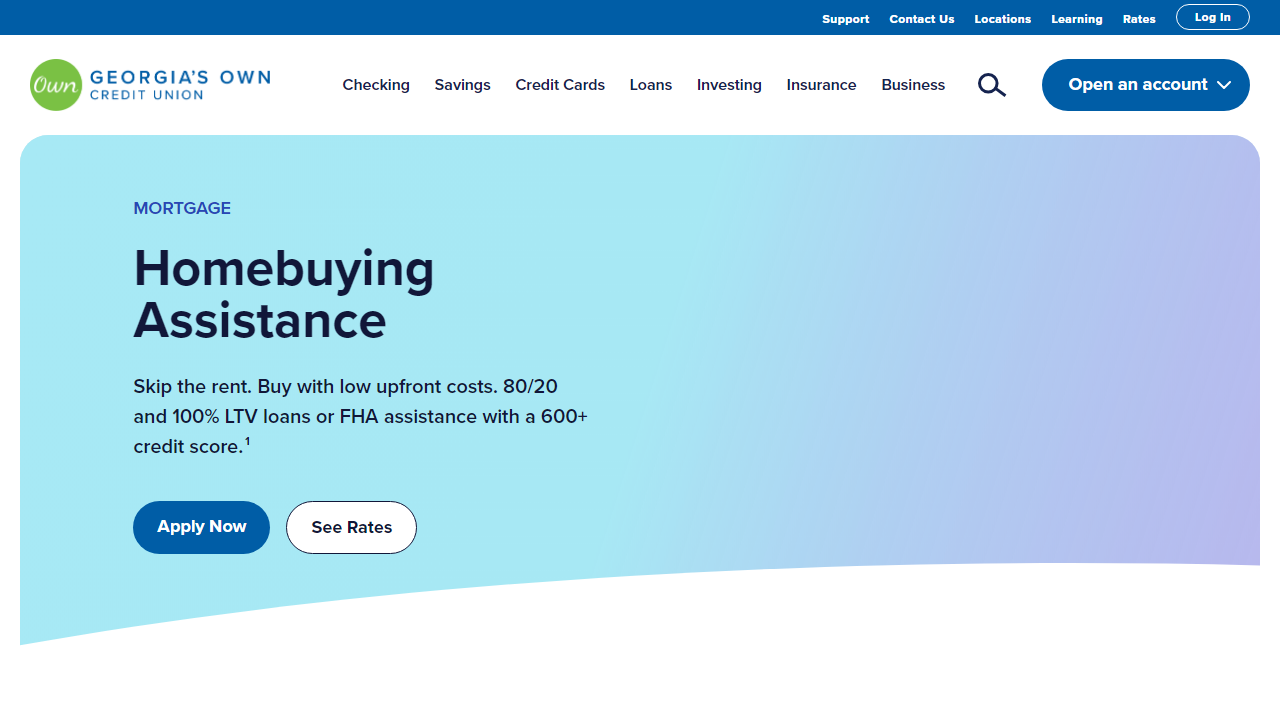 Support Contact Us Locations Learning Rates Log In
Own GEORGIA'S OWN
CREDIT UNION
Checking Savings Credit Cards Loans Investing Insurance Business Open an account
MORTGAGE
Homebuying
Assistance
Skip the rent. Buy with low upfront costs. 80/20
and 100% LTV loans or FHA assistance with a 600+
credit score.¹
Apply Now See Rates